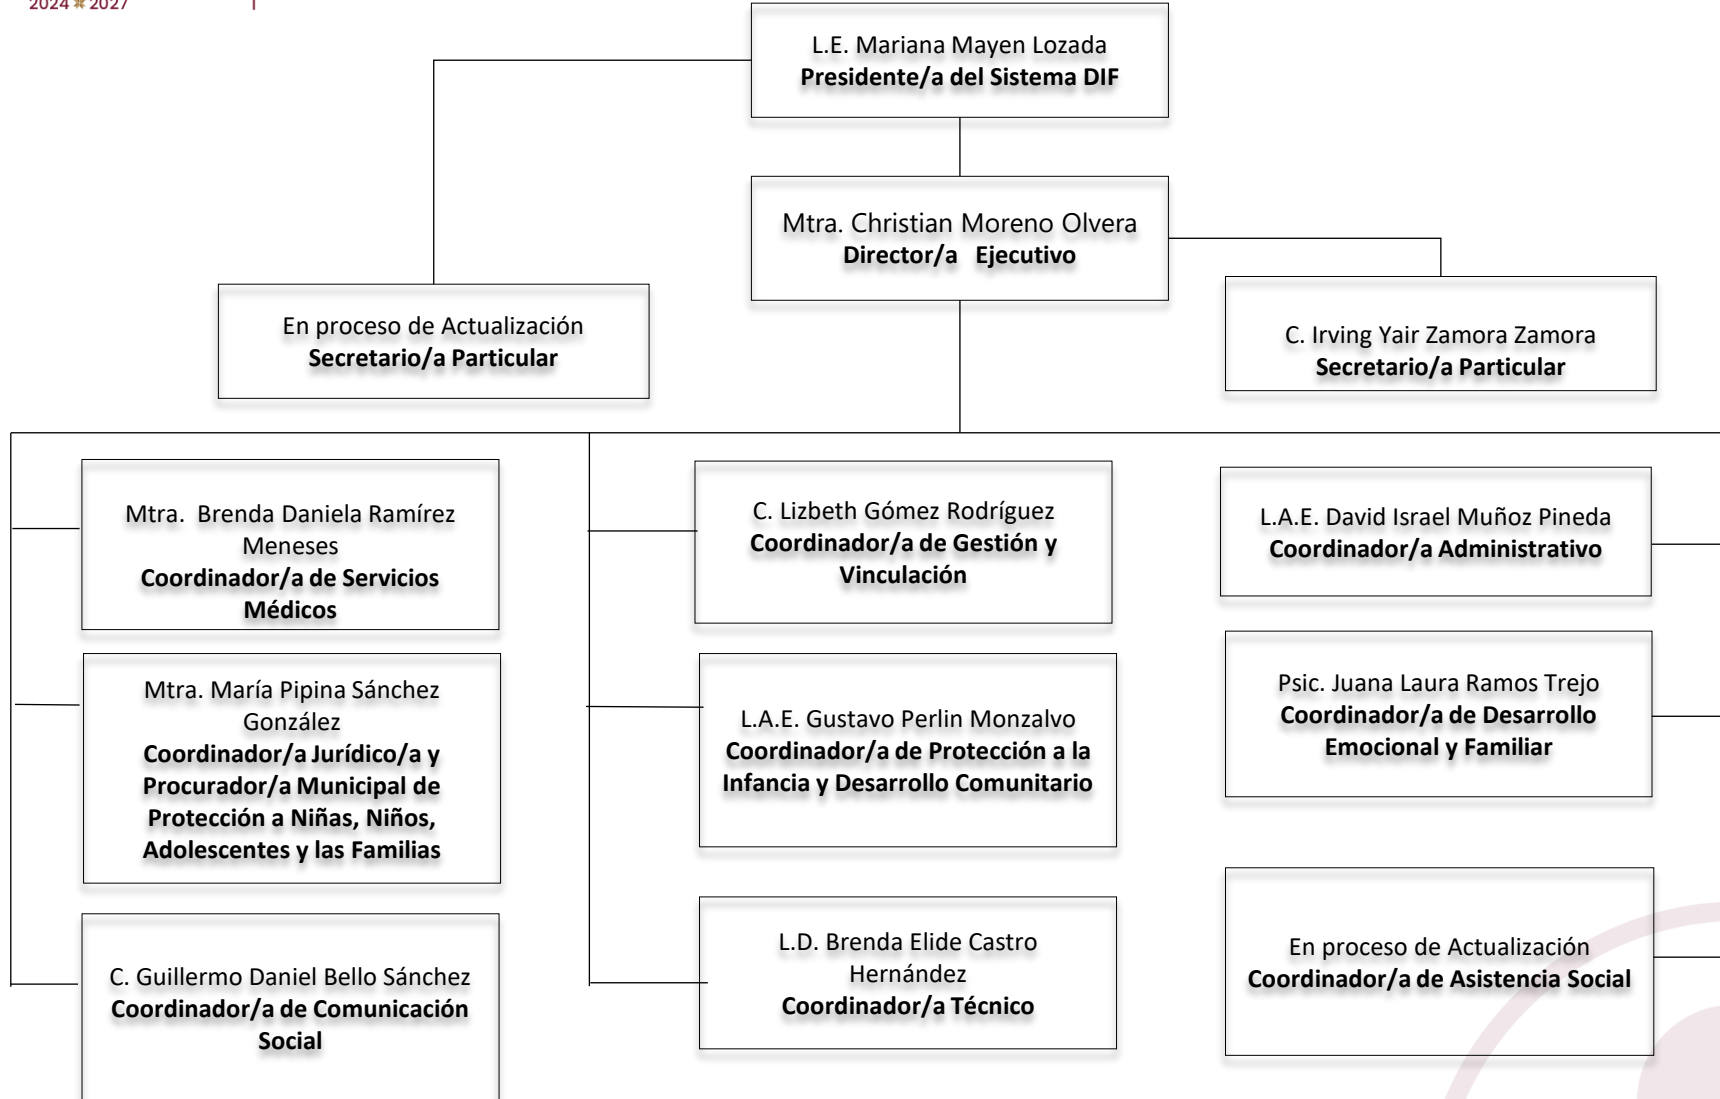 2024 2027
L.E. Mariana Mayen Lozada
Presidente/a del Sistema DIF
Mtra. Christian Moreno Olvera
Director/a Ejecutivo
En proceso de Actualización
Secretario/a Particular
C. Irving Yair Zamora Zamora
Secretario/a Particular
Mtra. Brenda Daniela Ramírez
Meneses
Coordinador/a de Servicios
Médicos
C. Lizbeth Gómez Rodríguez
Coordinador/a de Gestión y
Vinculación
L.A.E. David Israel Muñoz Pineda
Coordinador/a Administrativo
Mtra. María Pipina Sánchez
González
Coordinador/a Jurídico/a y
Procurador/a Municipal de
Protección a Niñas, Niños,
Adolescentes y las Familias
L.A.E. Gustavo Perlin Monzalvo
Coordinador/a de Protección a la
Infancia y Desarrollo Comunitario
Psic. Juana Laura Ramos Trejo
Coordinador/a de Desarrollo
Emocional y Familiar
C. Guillermo Daniel Bello Sánchez
Coordinador/a de Comunicación
Social
L.D. Brenda Elide Castro
Hernández
Coordinador/a Técnico
En proceso de Actualización
Coordinador/a de Asistencia Social